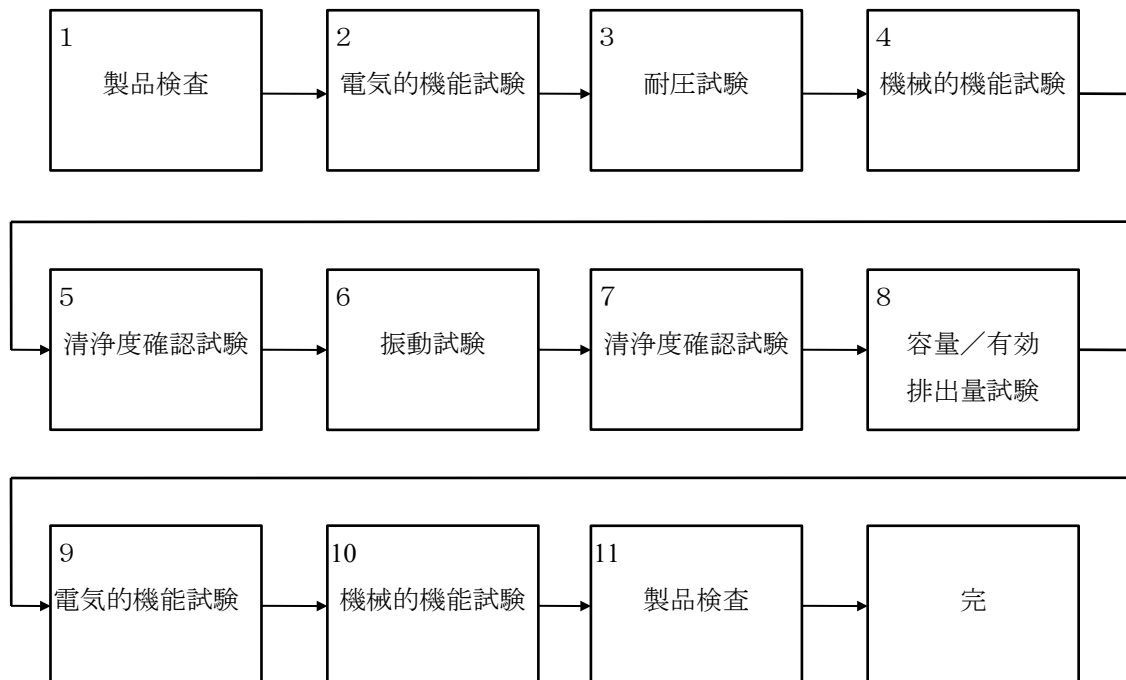 １
製品検査
２
電気的機能試験
３
耐圧試験
４
機械的機能試験
５
清浄度確認試験
６
振動試験
７
清浄度確認試験
８
容量／有効
排出量試験
９
電気的機能試験
10
機械的機能試験
11
製品検査
完